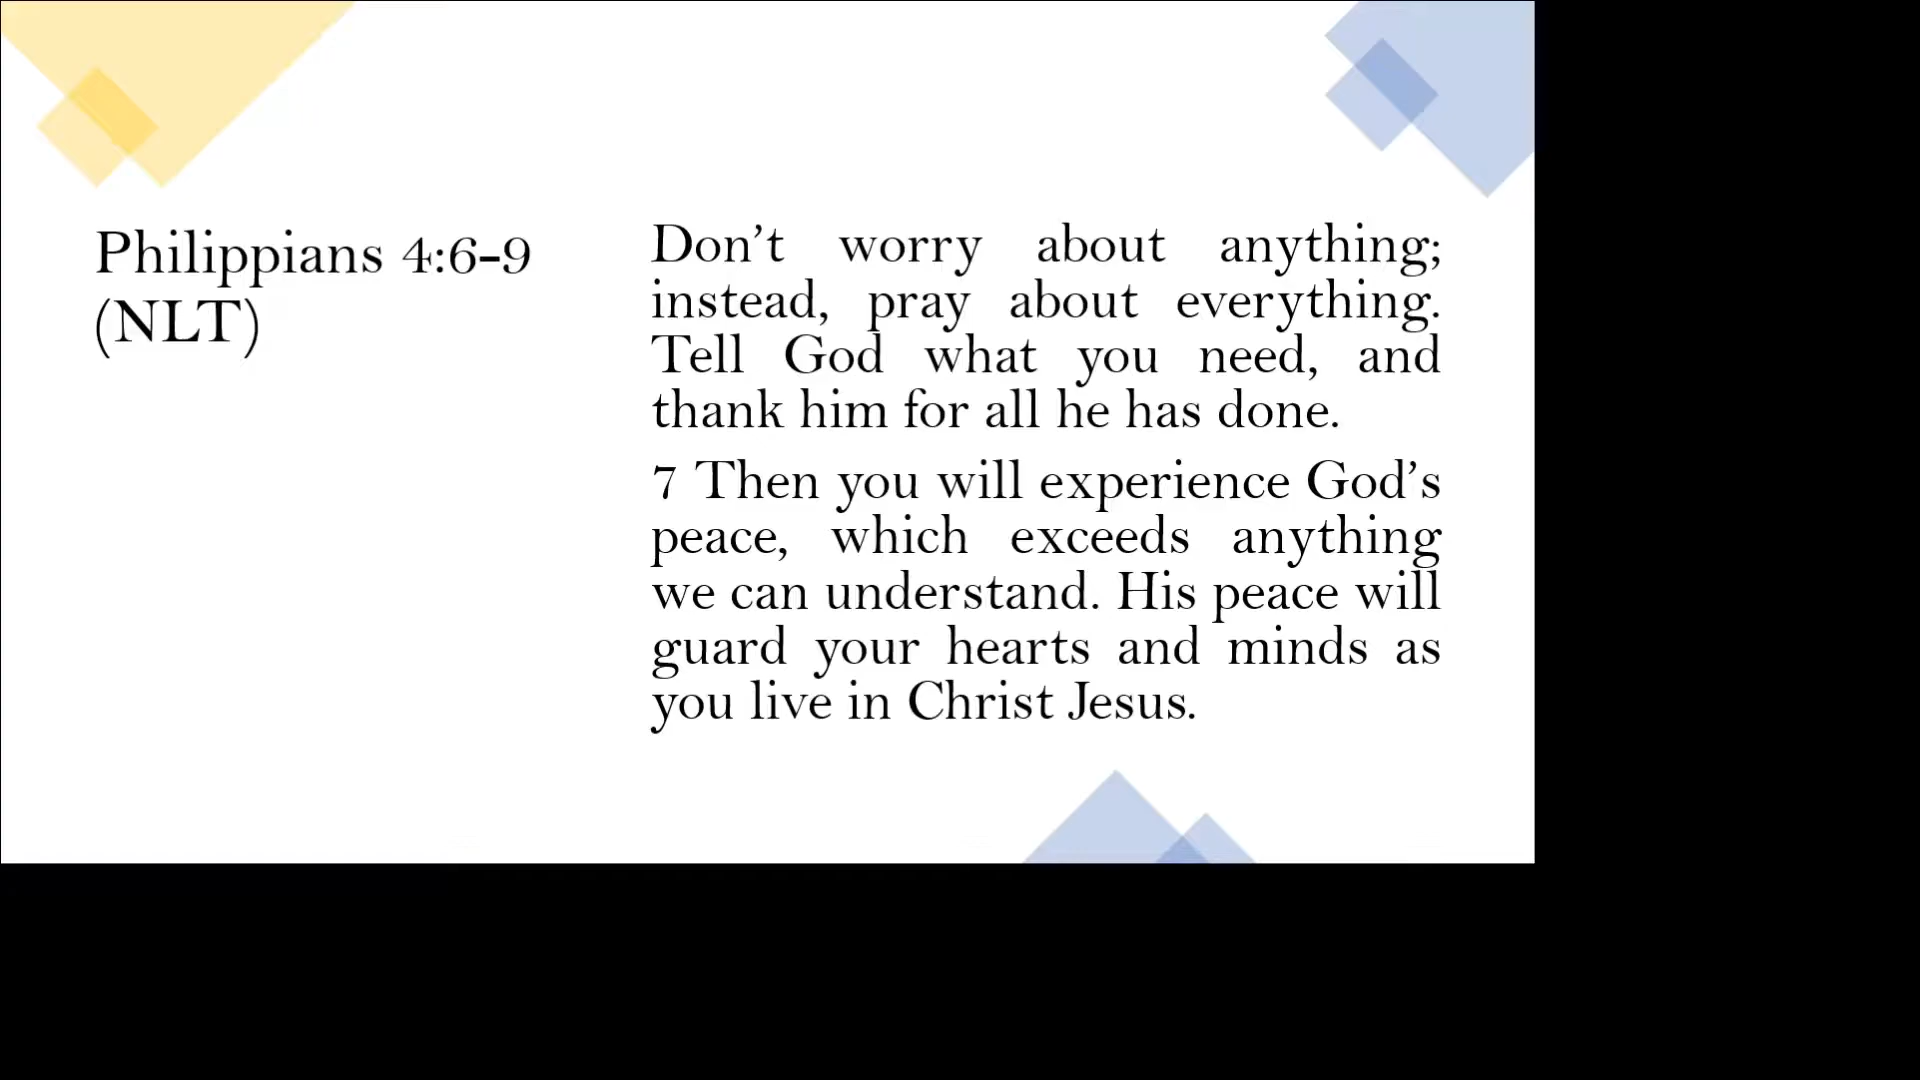 Philippians 4:6-9
(NLT)
Don’t worry about anything;
instead, pray about everything.
Tell God what you need, and
thank him for all he has done.
7 Then you will experience God’s
peace, which exceeds anything
we can understand. His peace will
guard your hearts and minds as
you live in Christ Jesus.